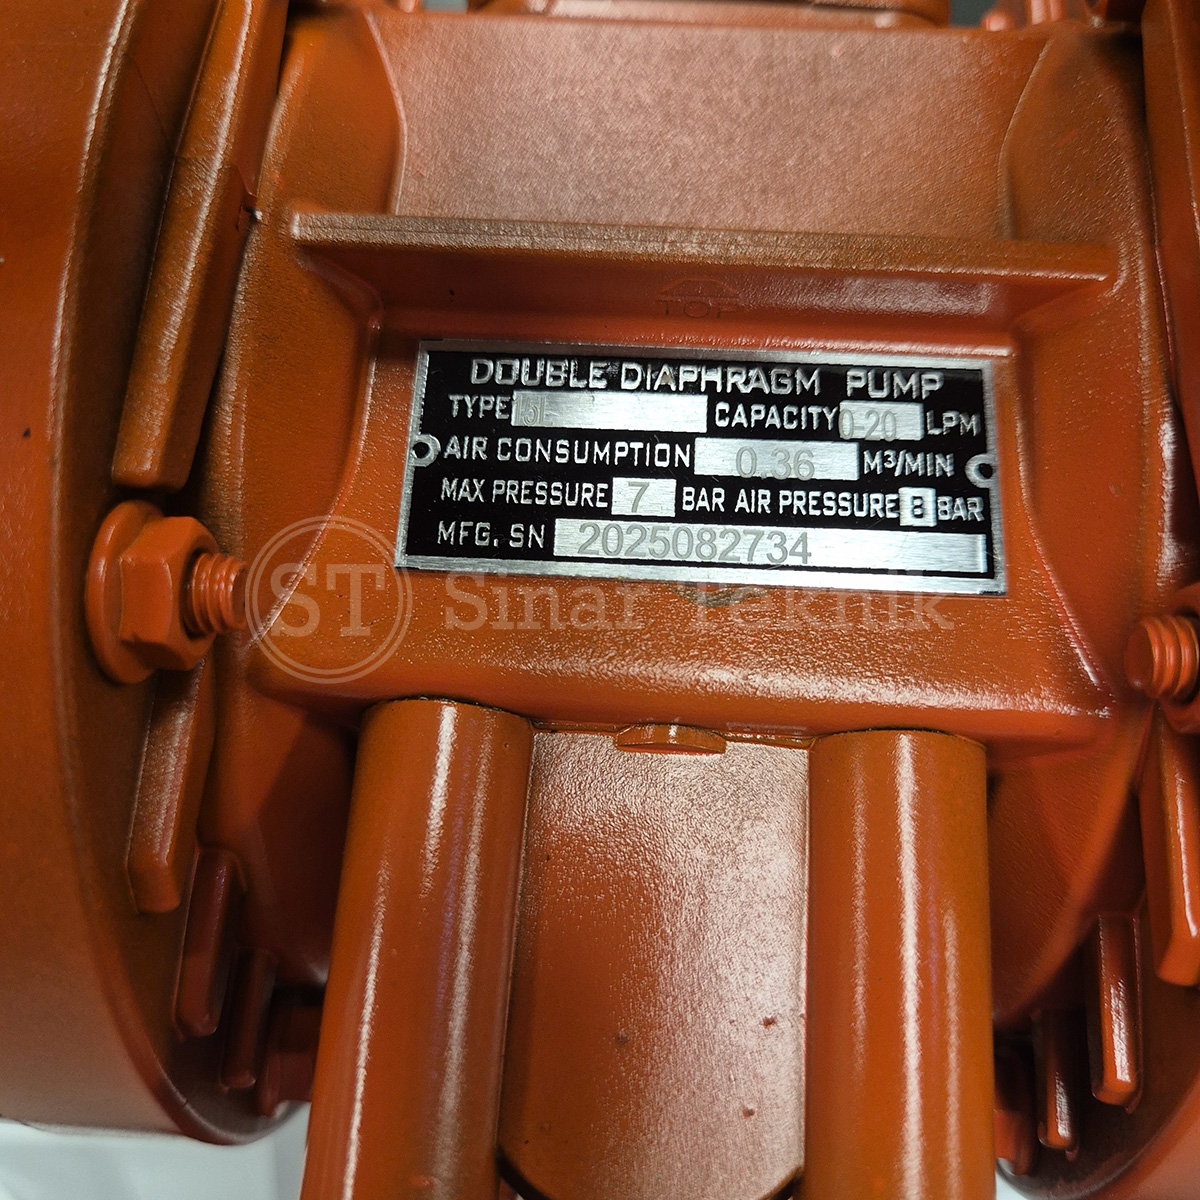 TOP
DOUBLE DIAPHRAGM PUMP
TYPE 15L CAPACITY 0-20 LPM
AIR CONSUMPTION 0.36 M³/MIN
MAX PRESSURE 7 BAR AIR PRESSURE 8 BAR
MFG. SN 2025082734
ST Sinar Teknik